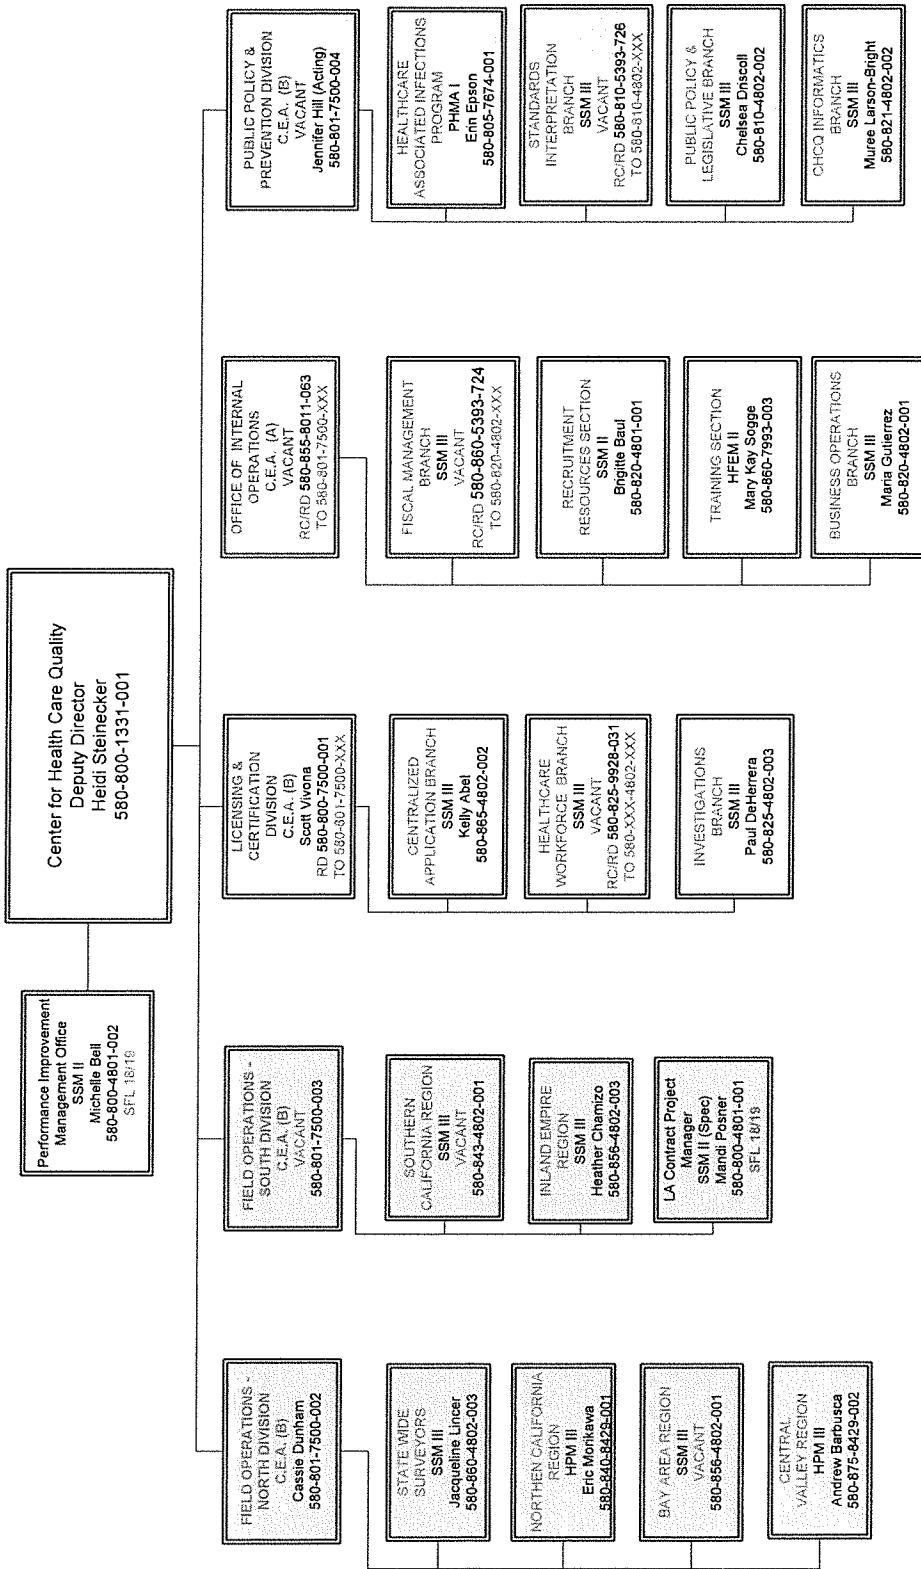 Center for Health Care Quality
Deputy Director
Heidi Steinecker
580-800-1331-001
Performance Improvement
Management Office
SSM II
Michelle Bell
580-800-4801-002
SFL 18/19
FIELD OPERATIONS -
NORTH DIVISION
C.E.A. (B)
Cassie Dunham
580-801-7500-002
STATE WIDE
SURVEYORS
SSM III
Jacqueline Lincer
580-860-4802-003
NORTHEN CALIFORNIA
REGION
HPM III
Eric Morikawa
580-840-8429-001
BAY AREA REGION
SSM III
VACANT
580-856-4802-001
CENTRAL
VALLEY REGION
HPM III
Andrew Barbusca
580-875-8429-002
FIELD OPERATIONS -
SOUTH DIVISION
C.E.A. (B)
VACANT
580-801-7500-003
SOUTHERN
CALIFORNIA REGION
SSM III
VACANT
580-843-4802-001
INLAND EMPIRE
REGION
SSM III
Heather Chamizo
580-856-4802-003
LA Contract Project
Manager
SSM II (Spec)
Mandi Posner
580-800-4801-001
SFL 18/19
LICENSING &
CERTIFICATION
DIVISION
C.E.A. (B)
Scott Vivona
RD 580-800-7500-001
TO 580-801-7500-XXX
CENTRALIZED
APPLICATION BRANCH
SSM III
Kelly Abel
580-865-4802-002
HEALTHCARE
WORKFORCE BRANCH
SSM III
VACANT
RC/RD 580-825-9928-031
TO 580-XXX-4802-XXX
INVESTIGATIONS
BRANCH
SSM III
Paul DeHerrera
580-825-4802-003
OFFICE OF INTERNAL
OPERATIONS
C.E.A. (A)
VACANT
RC/RD 580-855-8011-063
TO 580-801-7500-XXX
FISCAL MANAGEMENT
BRANCH
SSM III
VACANT
RC/RD 580-860-5393-724
TO 580-820-4802-XXX
RECRUITMENT
RESOURCES SECTION
SSM II
Brigitte Baul
580-820-4801-001
TRAINING SECTION
HFEM II
Mary Kay Sogge
580-860-7993-003
BUSINESS OPERATIONS
BRANCH
SSM III
Maria Gutierrez
580-820-4802-001
PUBLIC POLICY &
PREVENTION DIVISION
C.E.A. (B)
VACANT
Jennifer Hill (Acting)
580-801-7500-004
HEALTHCARE
ASSOCIATED INFECTIONS
PROGRAM
PHMA I
Erin Epson
580-805-7674-001
STANDARDS
INTERPRETATION
BRANCH
SSM III
VACANT
RC/RD 580-810-5393-726
TO 580-810-4802-XXX
PUBLIC POLICY &
LEGISLATIVE BRANCH
SSM III
Chelsea Driscoll
580-810-4802-002
CHCQ INFORMATICS
BRANCH
SSM III
Muree Larson-Bright
580-821-4802-002